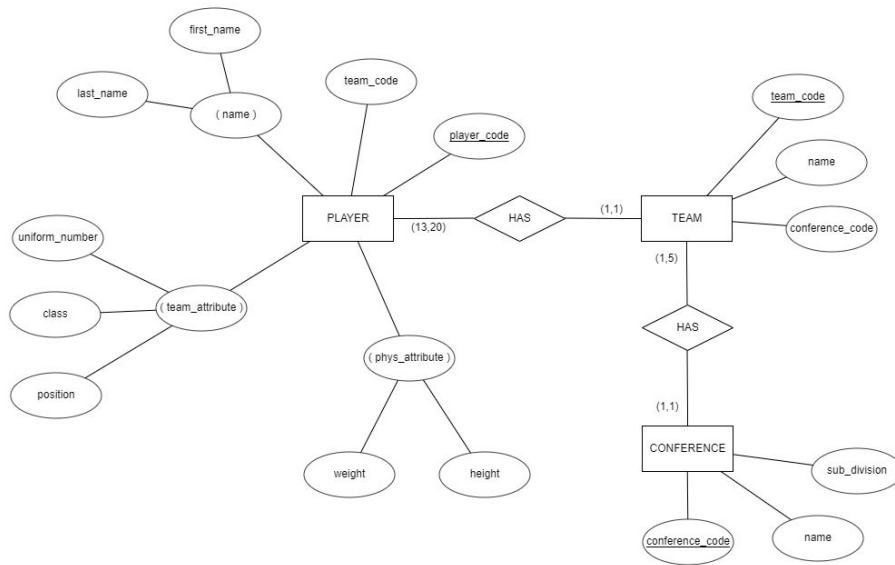 first_name
last_name
( name )
team_code
player_code
team_code
name
conference_code
PLAYER
(13,20)
HAS
(1,1)
TEAM
uniform_number
class
( team_attribute )
position
( phys_attribute )
weight
height
(1,5)
HAS
(1,1)
CONFERENCE
sub_division
name
conference_code